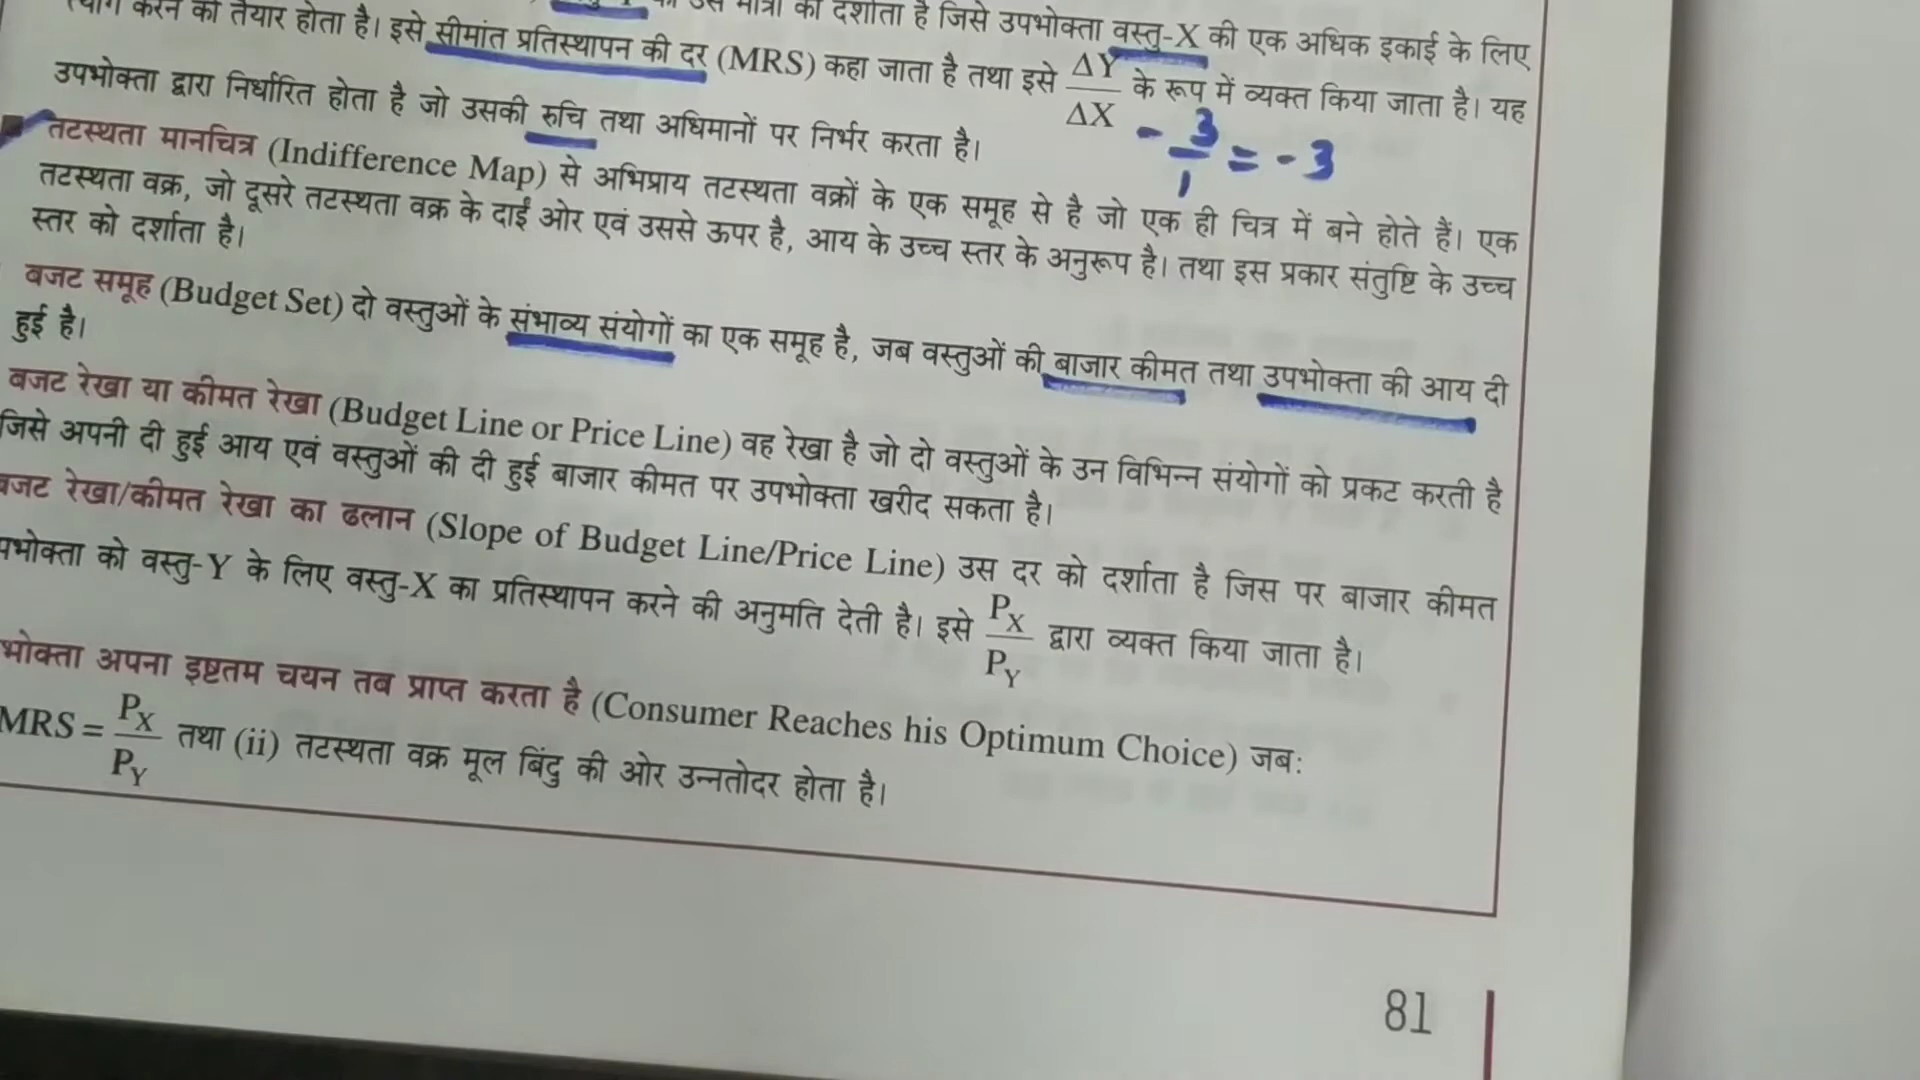 त्याग करने को तैयार होता है। इसे सीमांत प्रतिस्थापन की दर (MRS) कहा जाता है तथा इसे ΔY/ΔX के रूप में व्यक्त किया जाता है। यह
को दर्शाता है जिसे उपभोक्ता वस्तु-X की एक अधिक इकाई के लिए
उपभोक्ता द्वारा निर्धारित होता है जो उसकी रुचि तथा अधिमानों पर निर्भर करता है।
- 3/1 = -3
तटस्थता मानचित्र (Indifference Map) से अभिप्राय तटस्थता वक्रों के एक समूह से है जो एक ही चित्र में बने होते हैं। एक
तटस्थता वक्र, जो दूसरे तटस्थता वक्र के दाईं ओर एवं उससे ऊपर है, आय के उच्च स्तर के अनुरूप है। तथा इस प्रकार संतुष्टि के उच्च
स्तर को दर्शाता है।
बजट समूह (Budget Set) दो वस्तुओं के संभाव्य संयोगों का एक समूह है, जब वस्तुओं की बाजार कीमत तथा उपभोक्ता की आय दी
हुई है।
बजट रेखा या कीमत रेखा (Budget Line or Price Line) वह रेखा है जो दो वस्तुओं के उन विभिन्न संयोगों को प्रकट करती है
जिसे अपनी दी हुई आय एवं वस्तुओं की दी हुई बाजार कीमत पर उपभोक्ता खरीद सकता है।
बजट रेखा/कीमत रेखा का ढलान (Slope of Budget Line/Price Line) उस दर को दर्शाता है जिस पर बाजार कीमत
पभोक्ता को वस्तु-Y के लिए वस्तु-X का प्रतिस्थापन करने की अनुमति देती है। इसे P_X/P_Y द्वारा व्यक्त किया जाता है।
भोक्ता अपना इष्टतम चयन तब प्राप्त करता है (Consumer Reaches his Optimum Choice) जब:
MRS = P_X/P_Y तथा (ii) तटस्थता वक्र मूल बिंदु की ओर उन्नतोदर होता है।
81